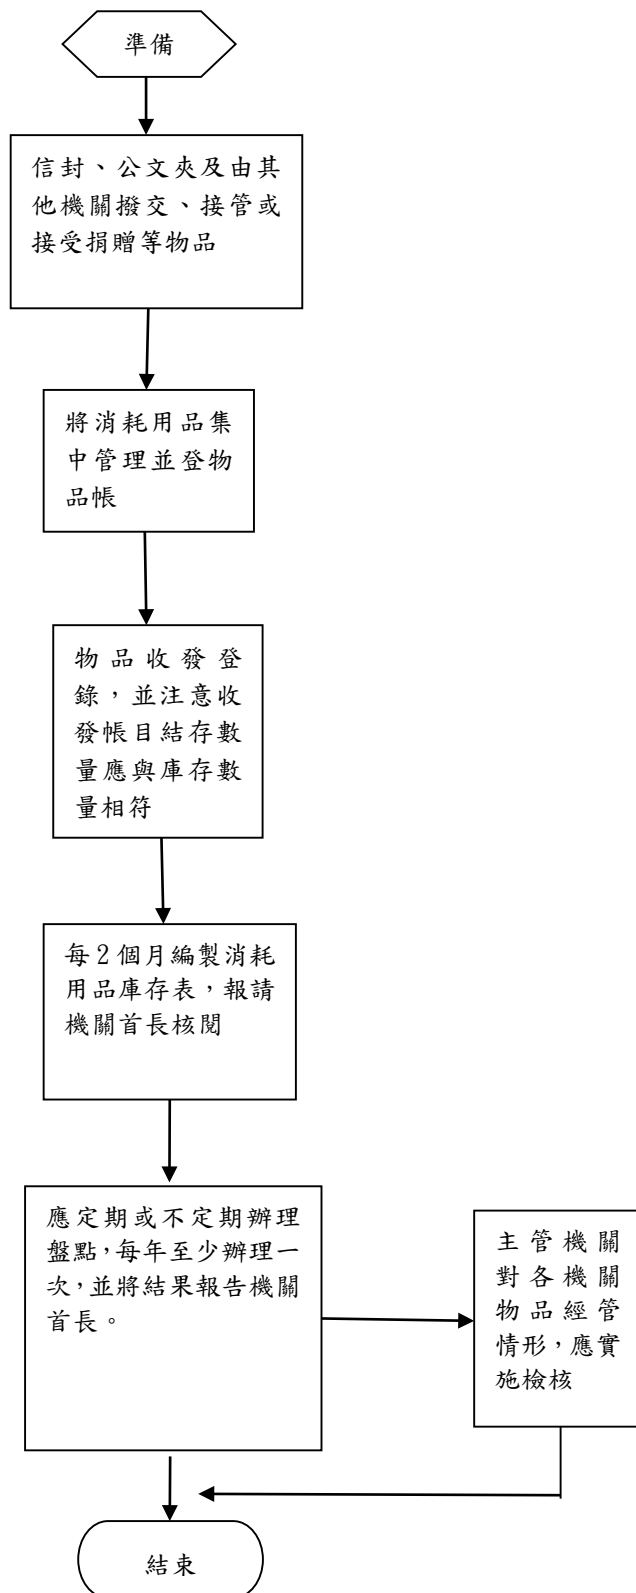 準備
信封、公文夾及由其
他機關撥交、接管或
接受捐贈等物品
將消耗用品集
中管理並登物
品帳
物品收發登
錄，並注意收
發帳目結存數
量應與庫存數
量相符
每2個月編製消耗
用品庫存表，報請
機關首長核閱
應定期或不定期辦理
盤點，每年至少辦理一
次，並將結果報告機關
首長。
主管機關
對各機關
物品經管
情形，應實
施檢核
結束